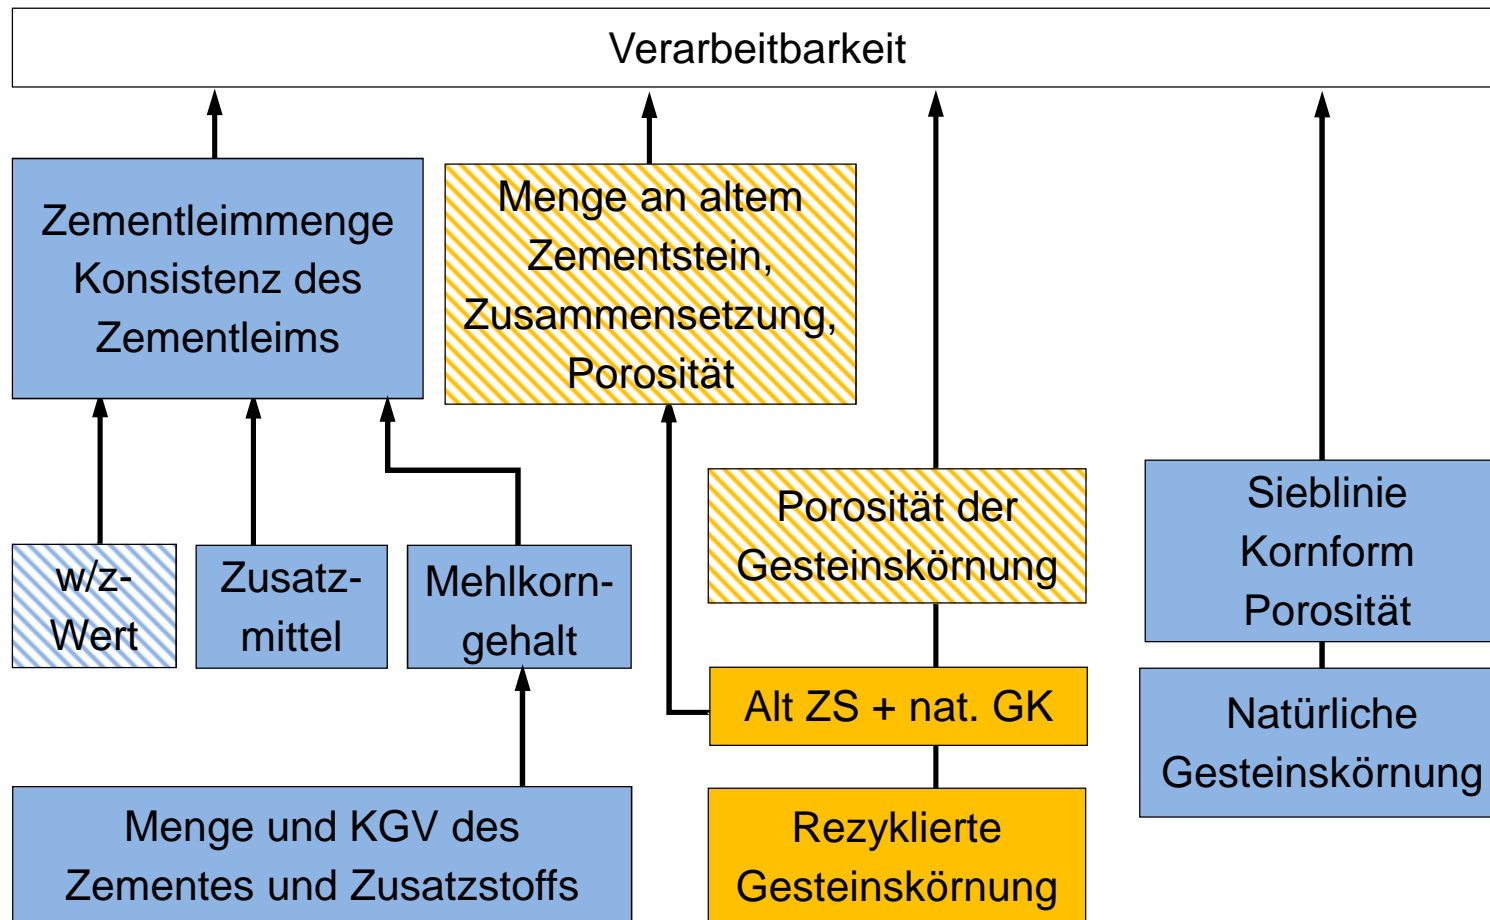 Verarbeitbarkeit
Zementleimmenge
Konsistenz des
Zementleims
Menge an altem
Zementstein,
Zusammensetzung,
Porosität
w/z-
Wert
Zusatz-
mittel
Mehlkorn-
gehalt
Porosität der
Gesteinskörnung
Sieblinie
Kornform
Porosität
Alt ZS + nat. GK
Natürliche
Gesteinskörnung
Menge und KGV des
Zementes und Zusatzstoffs
Rezyklierte
Gesteinskörnung